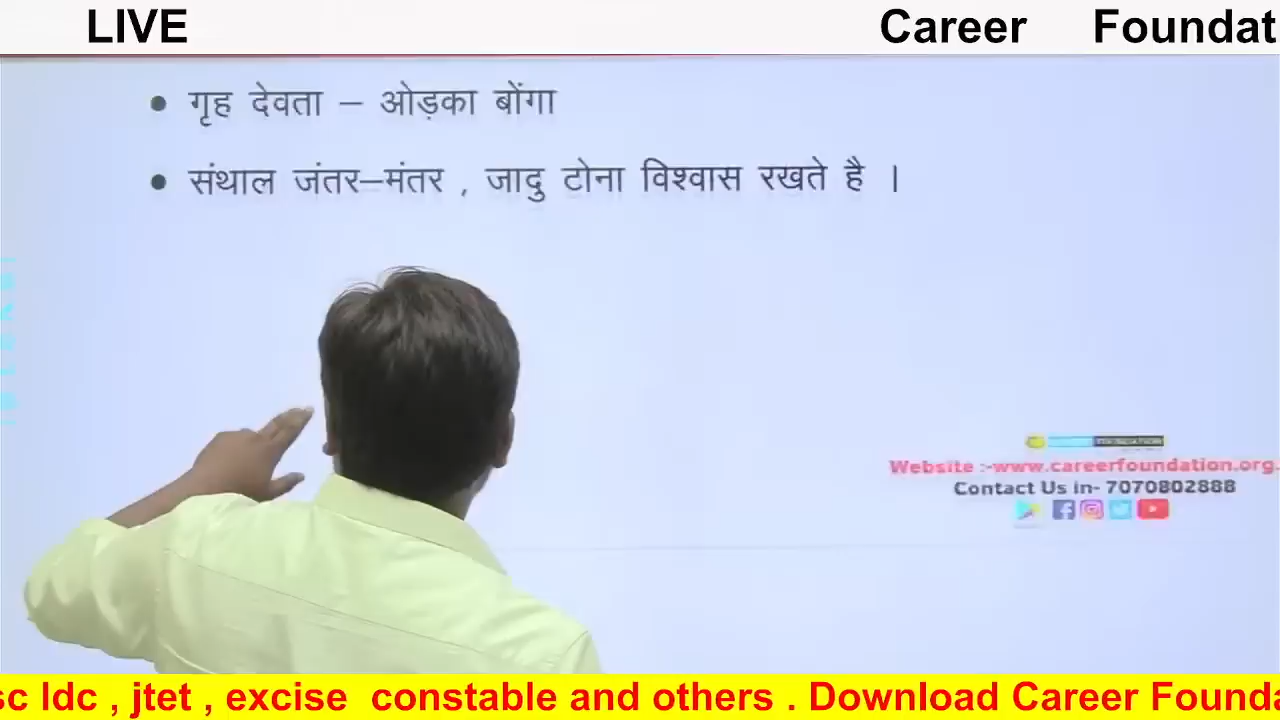 LIVE Career Foundat
• गृह देवता – ओड़का बोंगा
• संथाल जंतर–मंतर , जादु टोना विश्वास रखते है ।
Website :-www.careerfoundation.org.
Contact Us in- 7070802888
sc ldc , jtet , excise constable and others . Download Career Founda